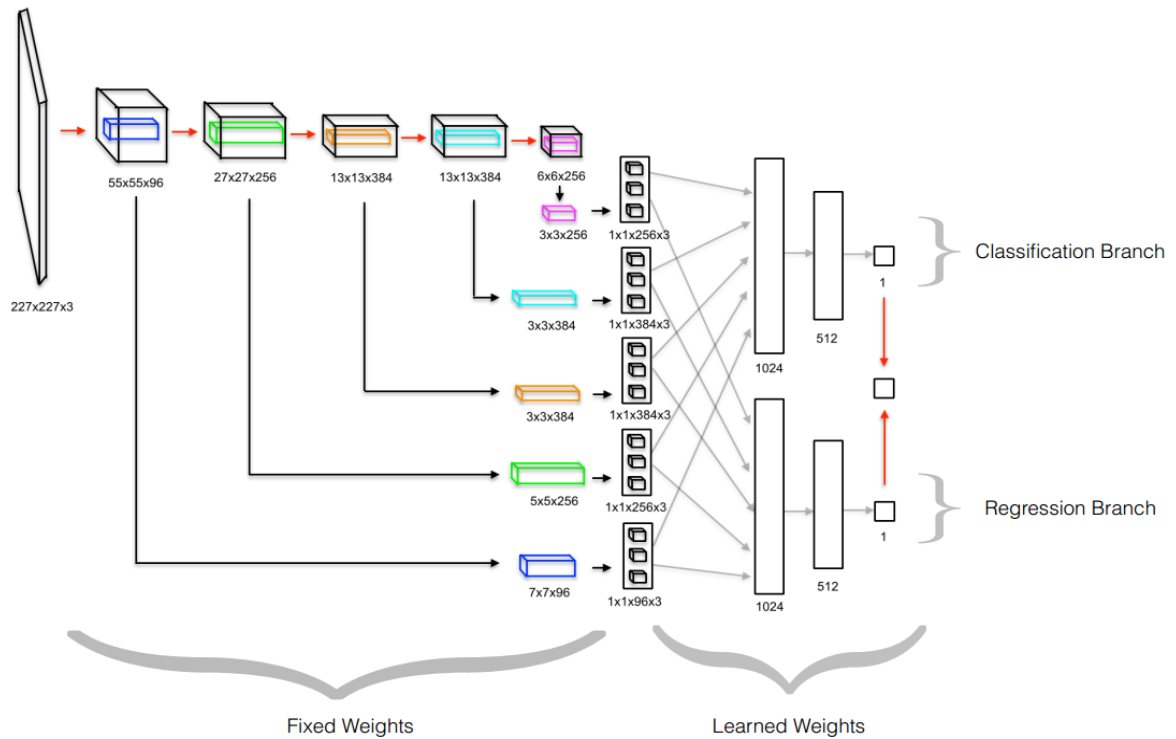 227x227x3
55x55x96
27x27x256
13x13x384
13x13x384
6x6x256
3x3x256
1x1x256x3
3x3x384
1x1x384x3
3x3x384
1x1x384x3
5x5x256
1x1x256x3
7x7x96
1x1x96x3
1024
512
1
Classification Branch
1024
512
1
Regression Branch
Fixed Weights
Learned Weights